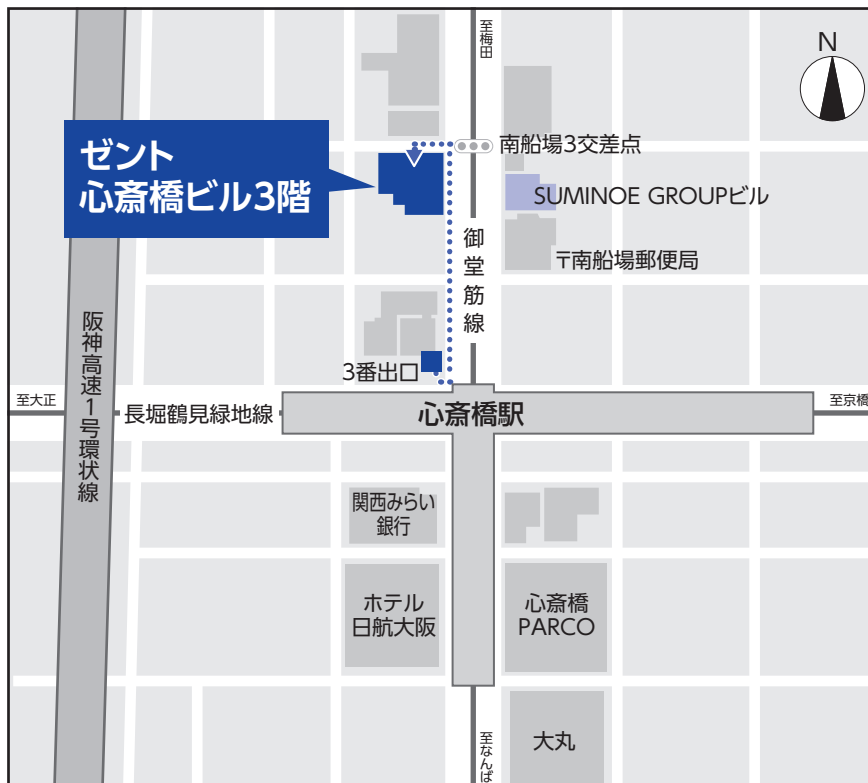 至梅田
N
南船場3交差点
ゼント
心斎橋ビル3階
SUMINOE GROUPビル
御堂筋線
〒南船場郵便局
阪神高速1号環状線
3番出口
至大正
長堀鶴見緑地線
心斎橋駅
至京橋
関西みらい
銀行
ホテル
日航大阪
心斎橋
PARCO
至なんば
大丸